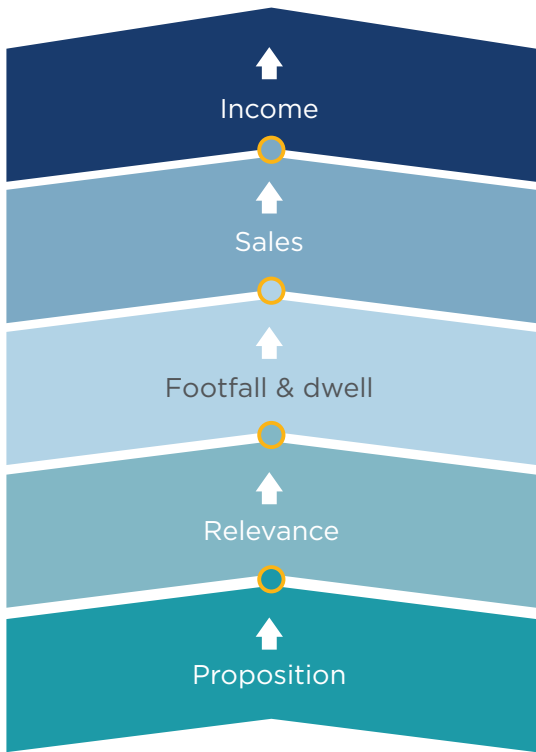 Income
Sales
Footfall & dwell
Relevance
Proposition